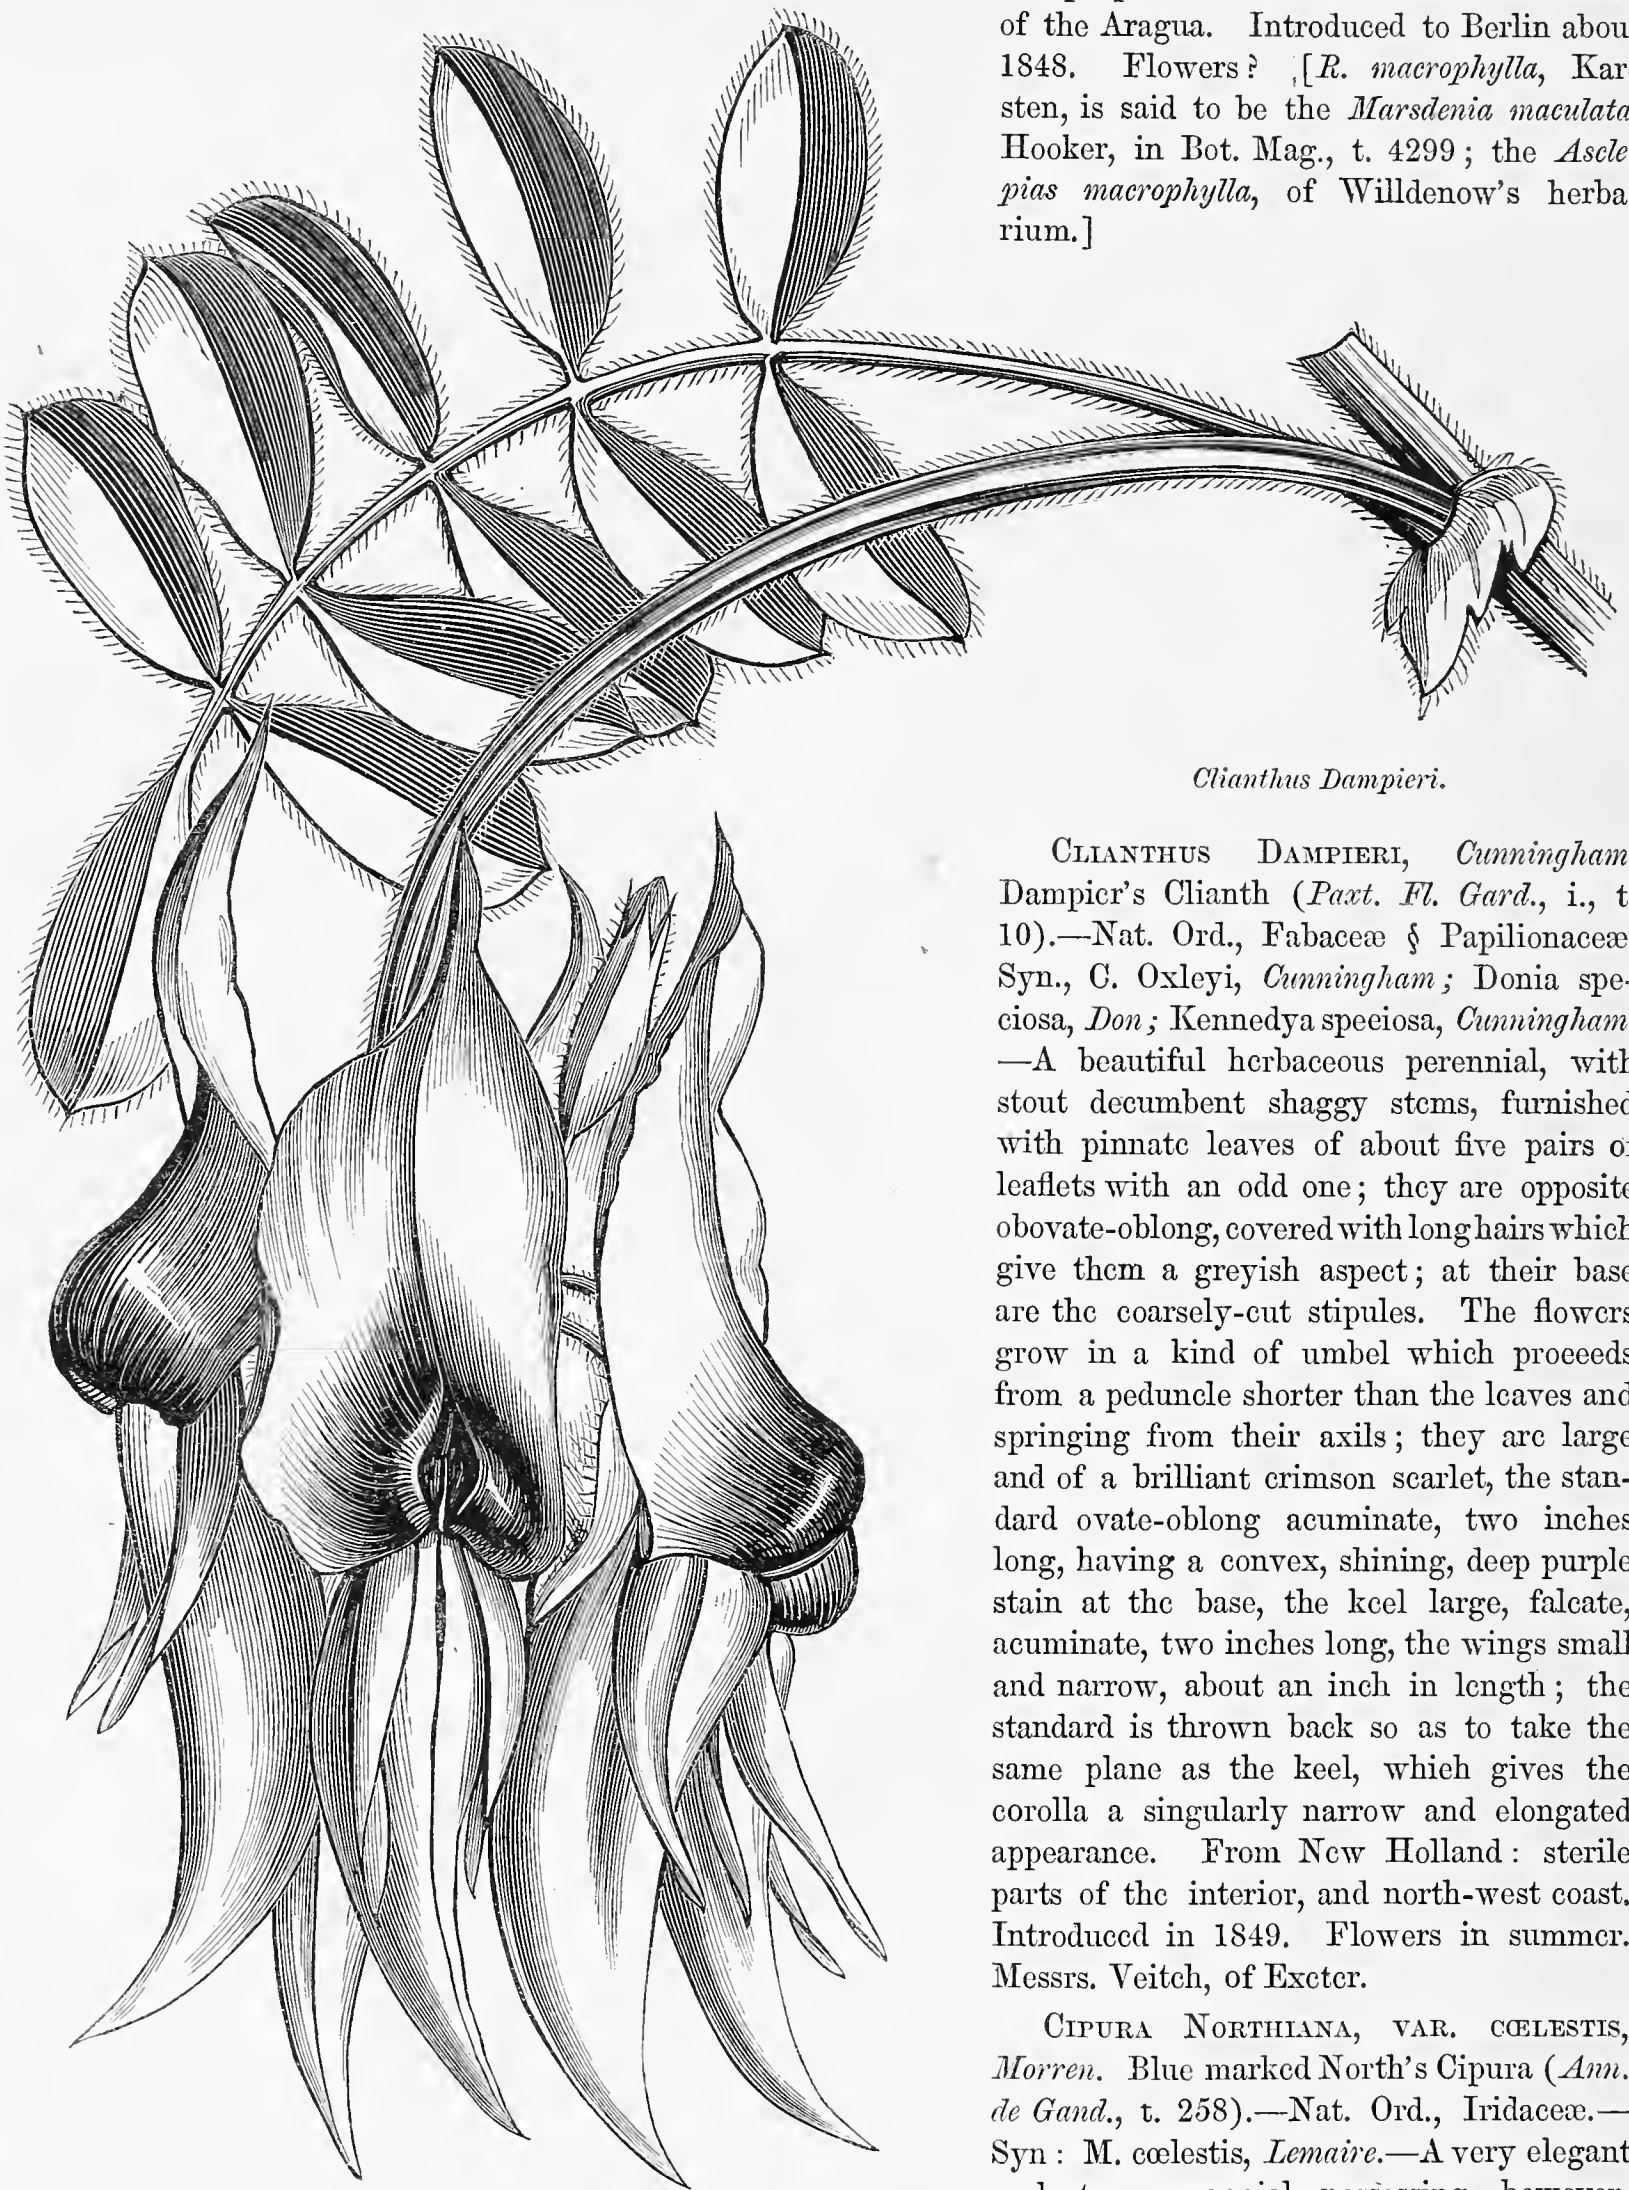 of the Aragua. Introduced to Berlin abou
1848. Flowers? [R. macrophylla, Kar
sten, is said to be the Marsdenia maculata
Hooker, in Bot. Mag., t. 4299; the Ascle
pias macrophylla, of Willdenow's herba
rium.]
Clianthus Dampieri.
CLIANTHUS DAMPIERI, Cunningham
Dampier's Clianth (Paxt. Fl. Gard., i., t
10).—Nat. Ord., Fabaceæ § Papilionaceæ
Syn., C. Oxleyi, Cunningham; Donia spe-
ciosa, Don; Kennedya speciosa, Cunningham
—A beautiful herbaceous perennial, with
stout decumbent shaggy stems, furnished
with pinnate leaves of about five pairs of
leaflets with an odd one; they are opposite
obovate-oblong, covered with long hairs which
give them a greyish aspect; at their base
are the coarsely-cut stipules. The flowers
grow in a kind of umbel which proceeds
from a peduncle shorter than the leaves and
springing from their axils; they are large
and of a brilliant crimson scarlet, the stan-
dard ovate-oblong acuminate, two inches
long, having a convex, shining, deep purple
stain at the base, the keel large, falcate,
acuminate, two inches long, the wings small
and narrow, about an inch in length; the
standard is thrown back so as to take the
same plane as the keel, which gives the
corolla a singularly narrow and elongated
appearance. From New Holland: sterile
parts of the interior, and north-west coast.
Introduced in 1849. Flowers in summer.
Messrs. Veitch, of Exeter.
CIPURA NORTHIANA, VAR. CŒLESTIS,
Morren. Blue marked North's Cipura (Ann.
de Gand., t. 258).—Nat. Ord., Iridaceæ.—
Syn: M. cœlestis, Lemaire.—A very elegant